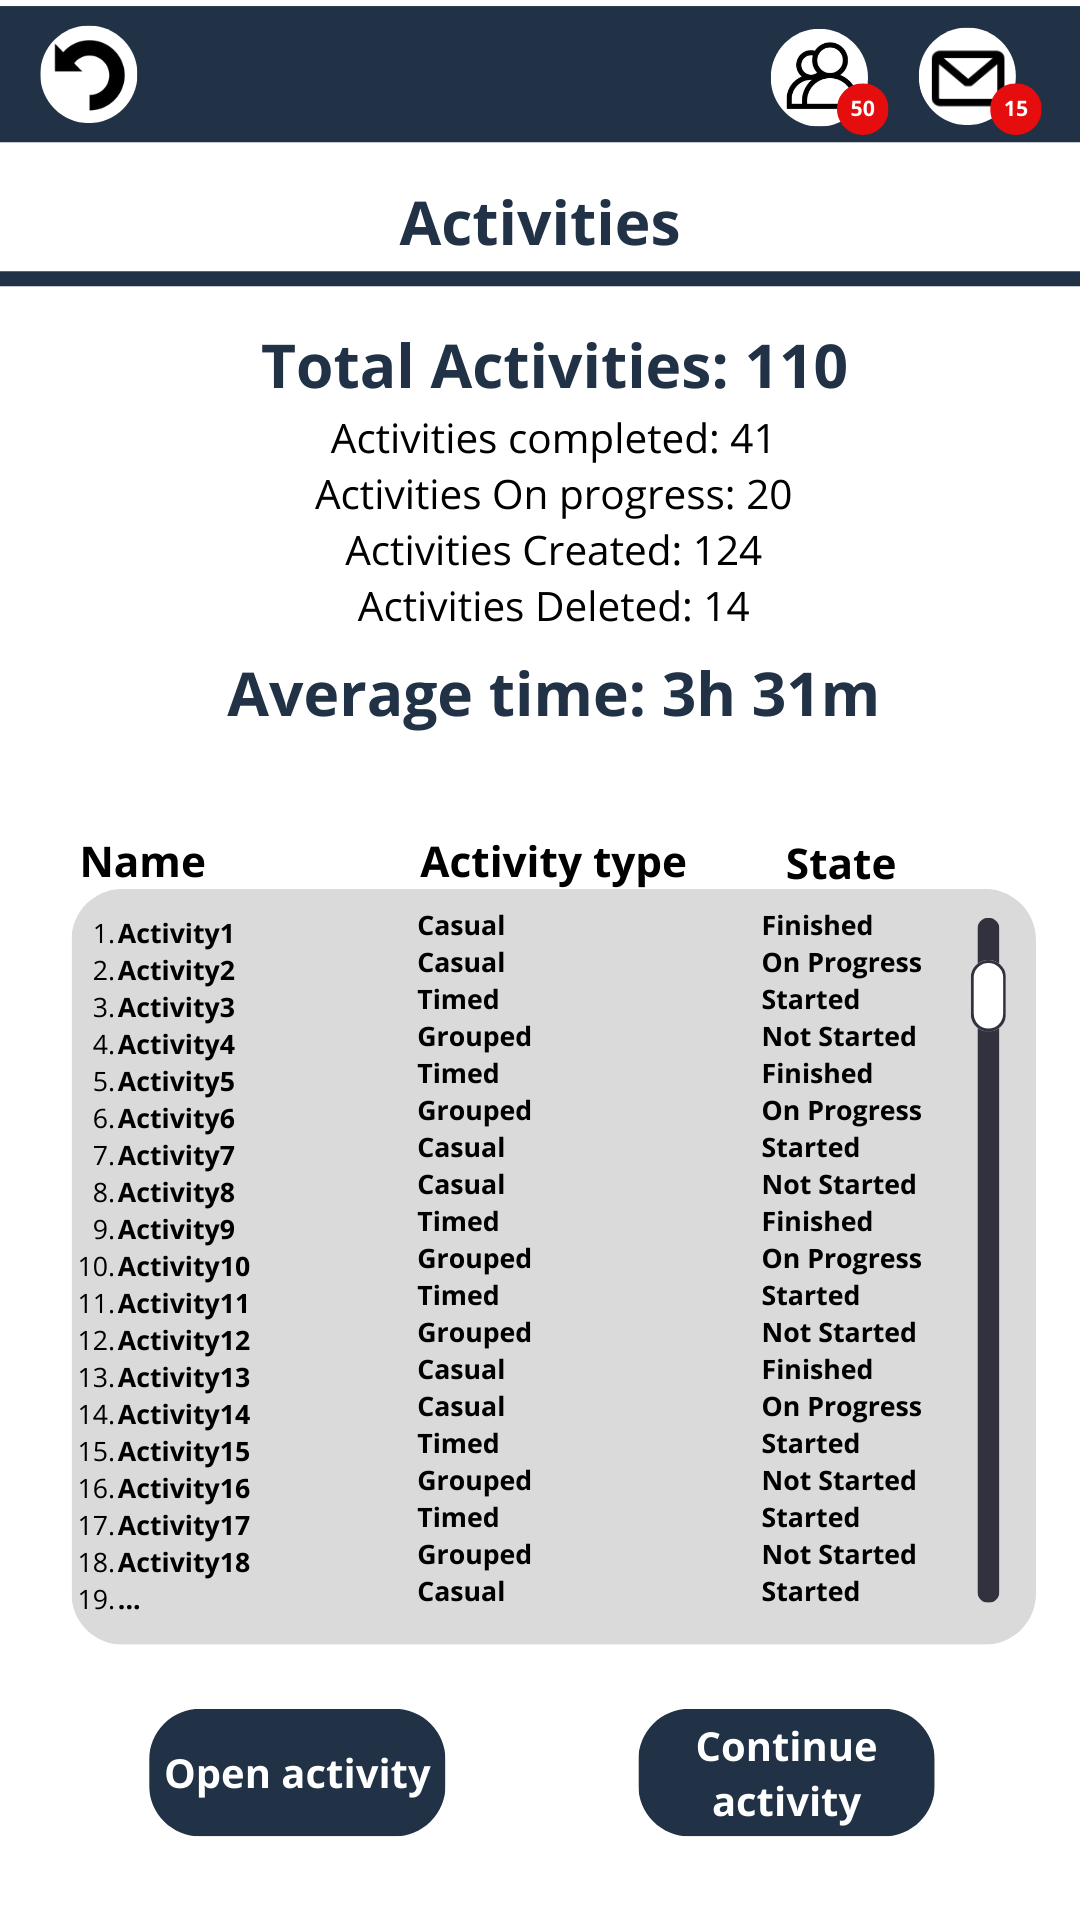 50
15
Activities
Total Activities: 110
Activities completed: 41
Activities On progress: 20
Activities Created: 124
Activities Deleted: 14
Average time: 3h 31m
Name Activity type State
1. Activity1 Casual Finished
2. Activity2 Casual On Progress
3. Activity3 Timed Started
4. Activity4 Grouped Not Started
5. Activity5 Timed Finished
6. Activity6 Grouped On Progress
7. Activity7 Casual Started
8. Activity8 Casual Not Started
9. Activity9 Timed Finished
10. Activity10 Grouped On Progress
11. Activity11 Timed Started
12. Activity12 Grouped Not Started
13. Activity13 Casual Finished
14. Activity14 Casual On Progress
15. Activity15 Timed Started
16. Activity16 Grouped Not Started
17. Activity17 Timed Started
18. Activity18 Grouped Not Started
19. ... Casual Started
Open activity
Continue
activity